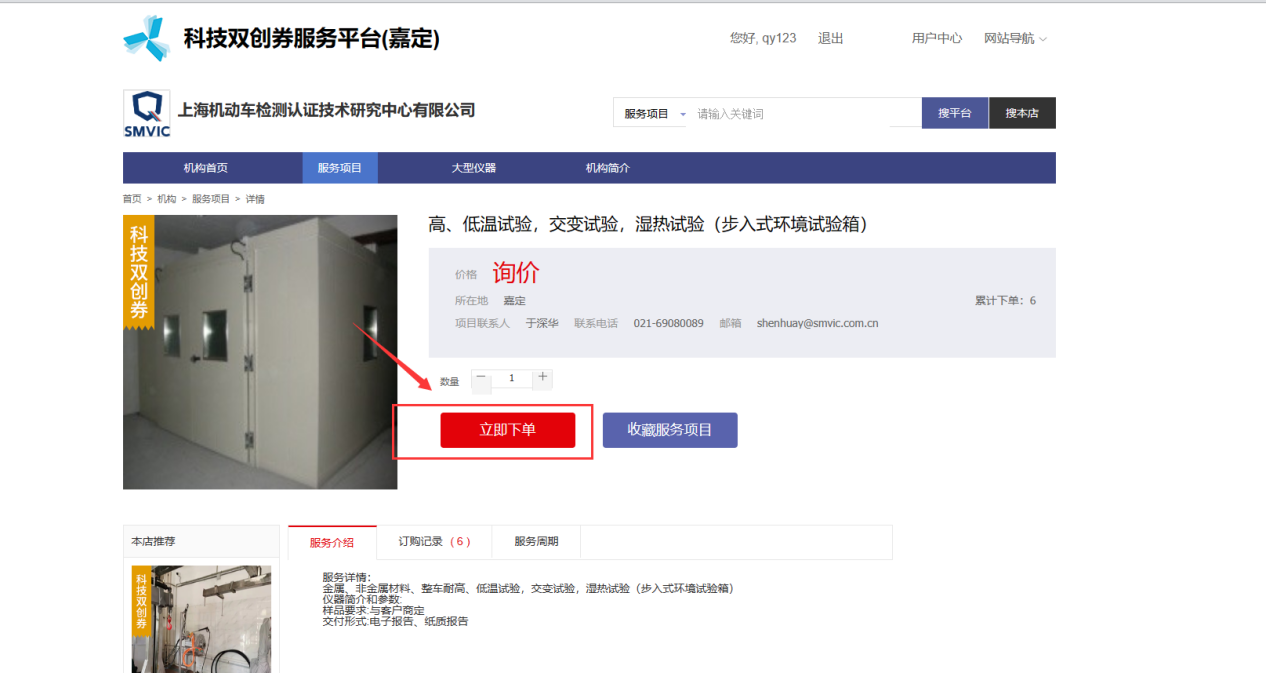 科技双创券服务平台(嘉定)
您好, qy123 退出 用户中心 网站导航
SMVIC
上海机动车检测认证技术研究中心有限公司
服务项目 请输入关键词 搜平台 搜本店
机构首页 服务项目 大型仪器 机构简介
首页 > 机构 > 服务项目 > 详情
科技双创券
高、低温试验，交变试验，湿热试验（步入式环境试验箱）
价格 询价
所在地 嘉定 累计下单：6
项目联系人 于深华 联系电话 021-69080089 邮箱 shenhuay@smvic.com.cn
数量 － 1 +
立即下单 收藏服务项目
本店推荐 服务介绍 订购记录（6） 服务周期
科技双创券
服务详情:
金属、非金属材料、整车耐高、低温试验，交变试验，湿热试验（步入式环境试验箱）
仪器简介和参数:
样品要求:与客户商定
交付形式:电子报告、纸质报告